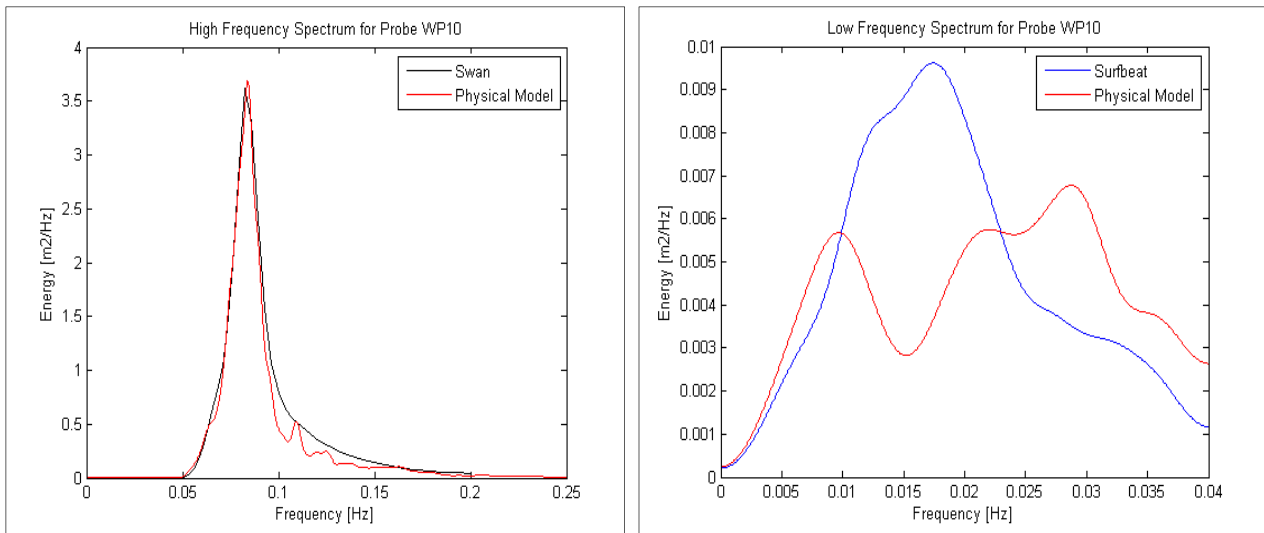 High Frequency Spectrum for Probe WP10
4
3.5
3
2.5
2
1.5
1
0.5
0
Energy [m2/Hz]
Swan
Physical Model
0 0.05 0.1 0.15 0.2 0.25
Frequency [Hz]
Low Frequency Spectrum for Probe WP10
0.01
0.009
0.008
0.007
0.006
0.005
0.004
0.003
0.002
0.001
0
Energy [m2/Hz]
Surfbeat
Physical Model
0 0.005 0.01 0.015 0.02 0.025 0.03 0.035 0.04
Frequency [Hz]